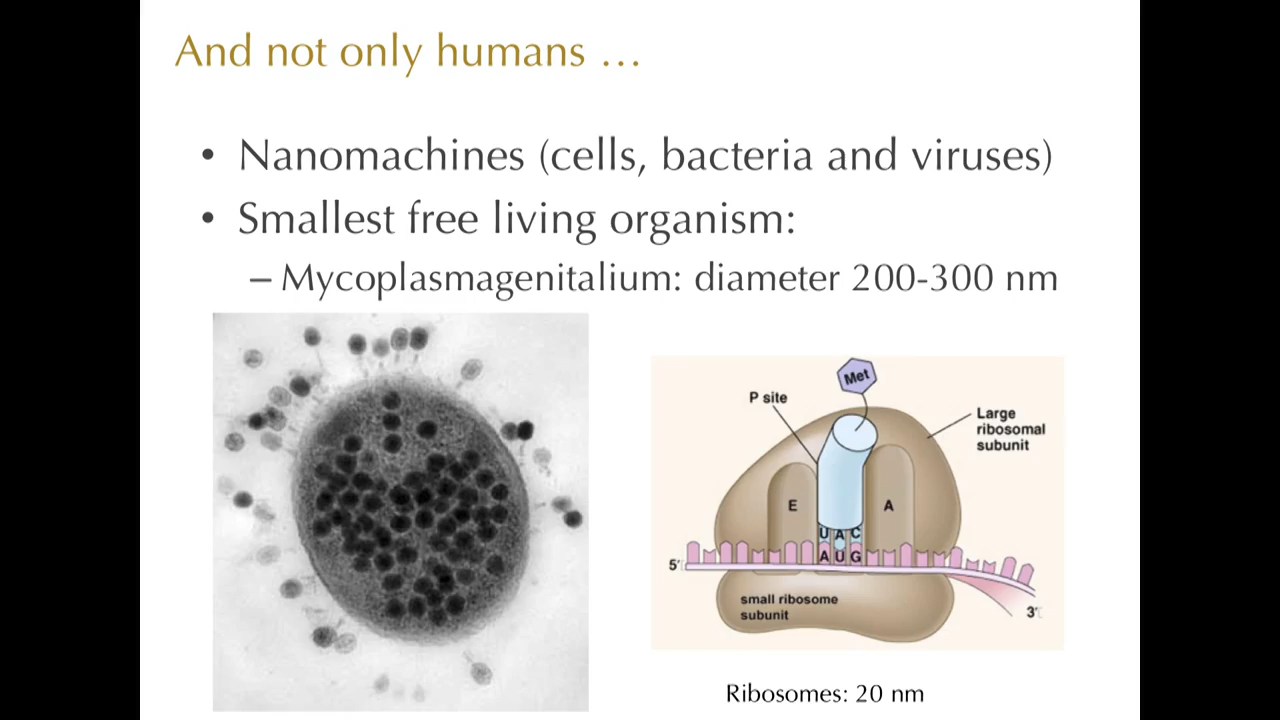 And not only humans …
• Nanomachines (cells, bacteria and viruses)
• Smallest free living organism:
– Mycoplasmagenitalium: diameter 200-300 nm
Met
P site
Large
ribosomal
subunit
E
A
U A C
A U G
5'
small ribosome
subunit
3'
Ribosomes: 20 nm